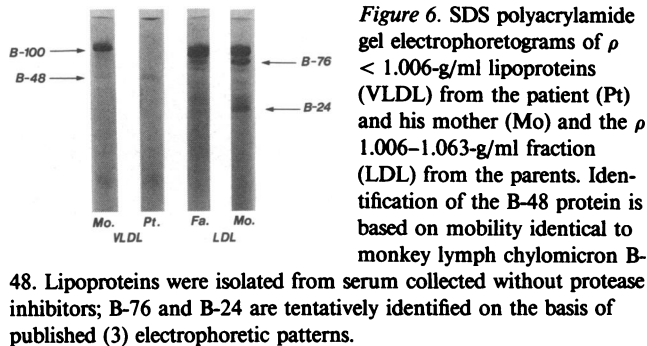 B-100
B-48
B-76
B-24
Mo. Pt. Fa. Mo.
VLDL LDL
Figure 6. SDS polyacrylamide
gel electrophoretograms of ρ
< 1.006-g/ml lipoproteins
(VLDL) from the patient (Pt)
and his mother (Mo) and the ρ
1.006–1.063-g/ml fraction
(LDL) from the parents. Iden-
tification of the B-48 protein is
based on mobility identical to
monkey lymph chylomicron B-
48. Lipoproteins were isolated from serum collected without protease
inhibitors; B-76 and B-24 are tentatively identified on the basis of
published (3) electrophoretic patterns.